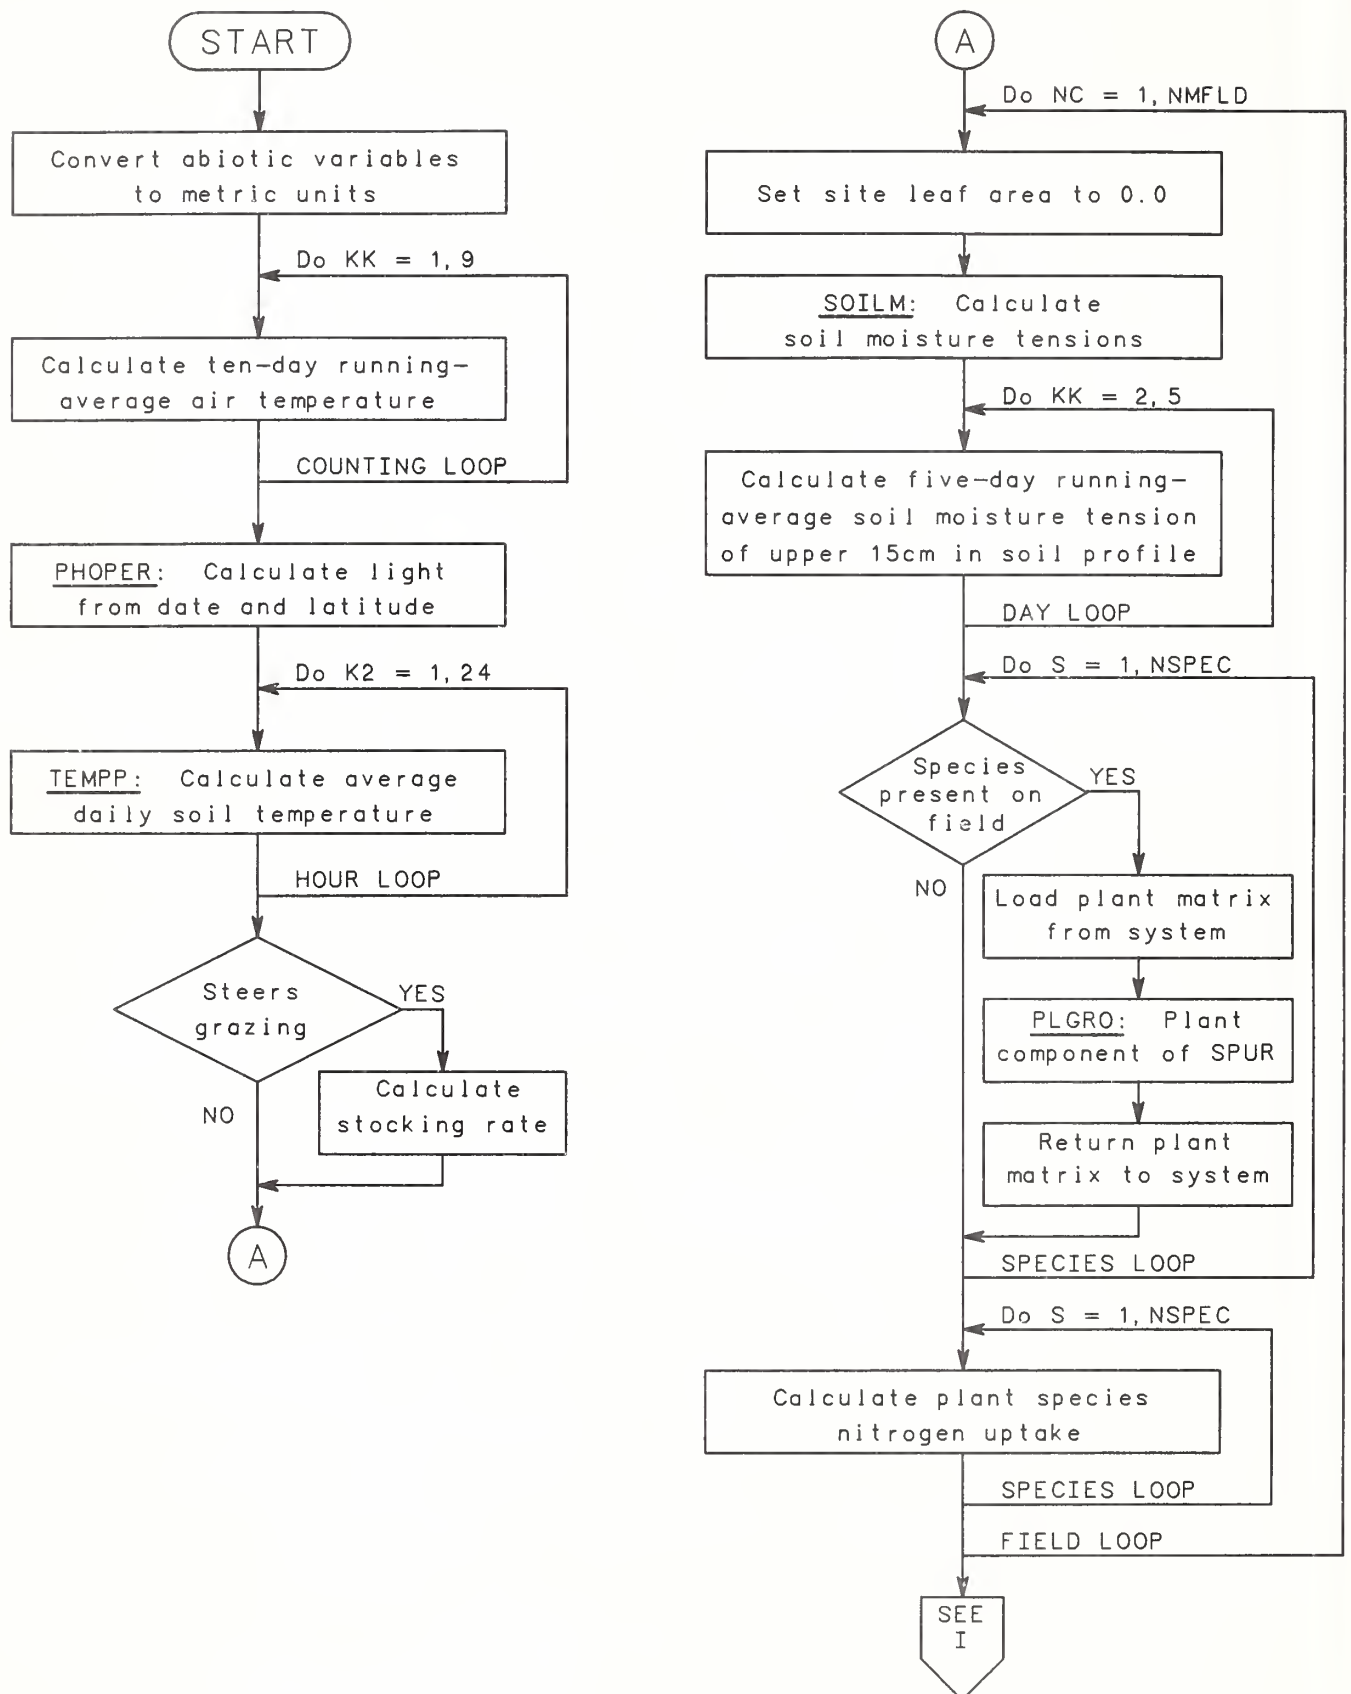 START
Convert abiotic variables
to metric units
Do KK = 1,9
Calculate ten-day running-
average air temperature
COUNTING LOOP
PHOPER: Calculate light
from date and latitude
Do K2 = 1,24
TEMPP: Calculate average
daily soil temperature
HOUR LOOP
Steers
grazing
YES
NO
Calculate
stocking rate
A
A
Do NC = 1,NMFLD
Set site leaf area to 0.0
SOILM: Calculate
soil moisture tensions
Do KK = 2,5
Calculate five-day running-
average soil moisture tension
of upper 15cm in soil profile
DAY LOOP
Do S = 1,NSPEC
Species
present on
field
YES
NO
Load plant matrix
from system
PLGRO: Plant
component of SPUR
Return plant
matrix to system
SPECIES LOOP
Do S = 1,NSPEC
Calculate plant species
nitrogen uptake
SPECIES LOOP
FIELD LOOP
SEE
I